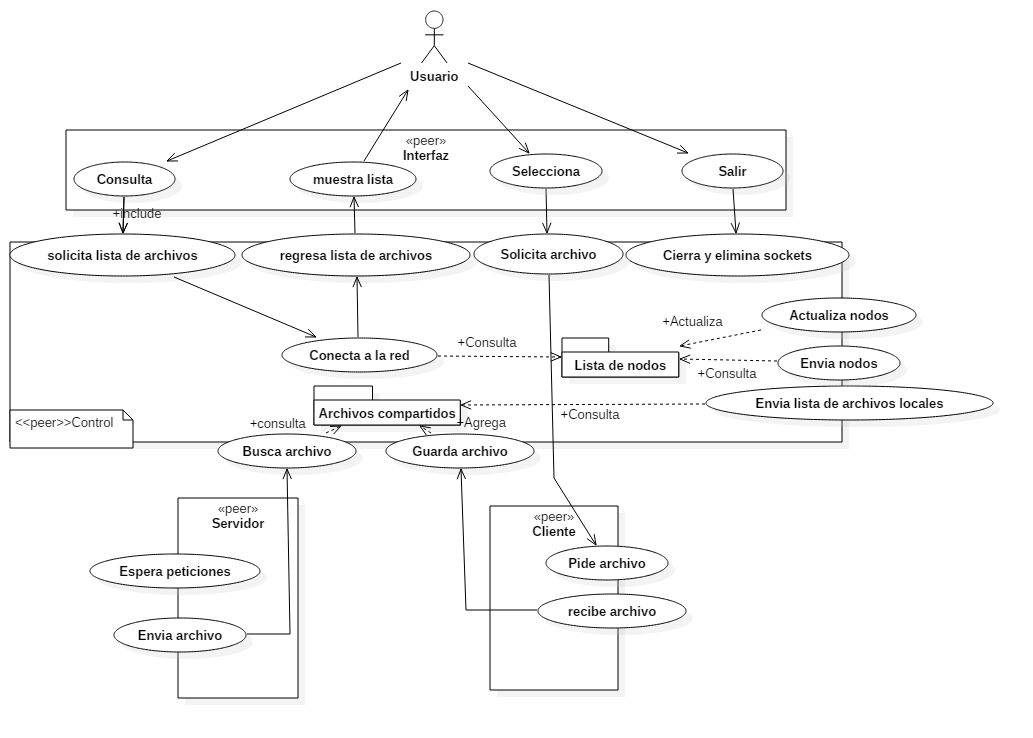 Usuario
«peer»
Interfaz
Consulta
muestra lista
Selecciona
Salir
+include
solicita lista de archivos
regresa lista de archivos
Solicita archivo
Cierra y elimina sockets
Actualiza nodos
+Actualiza
Conecta a la red
+Consulta
Lista de nodos
Envia nodos
+Consulta
Envia lista de archivos locales
Archivos compartidos
+Consulta
<<peer>>Control
+consulta
+Agrega
Busca archivo
Guarda archivo
«peer»
Servidor
«peer»
Cliente
Espera peticiones
Pide archivo
Envia archivo
recibe archivo